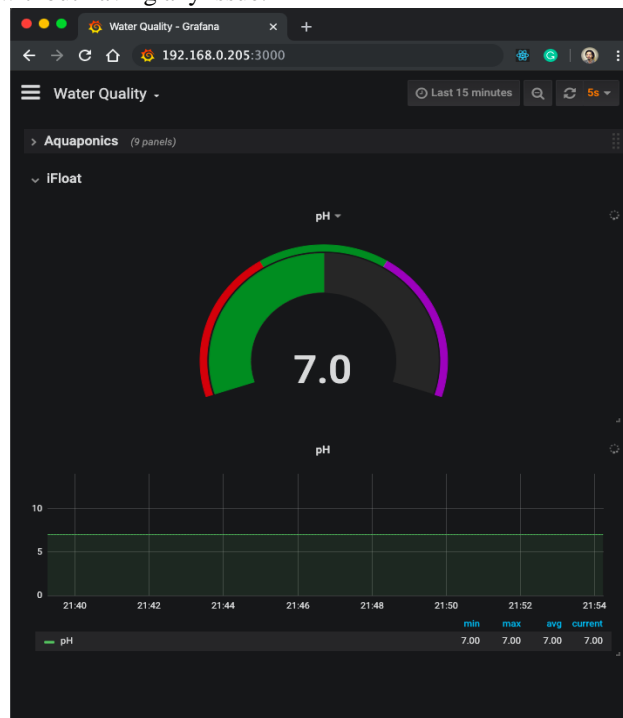 Water Quality - Grafana
192.168.0.205:3000
Water Quality
Last 15 minutes
5s
Aquaponics (9 panels)
iFloat
pH
7.0
pH
10
5
0
21:40 21:42 21:44 21:46 21:48 21:50 21:52 21:54
min max avg current
pH 7.00 7.00 7.00 7.00